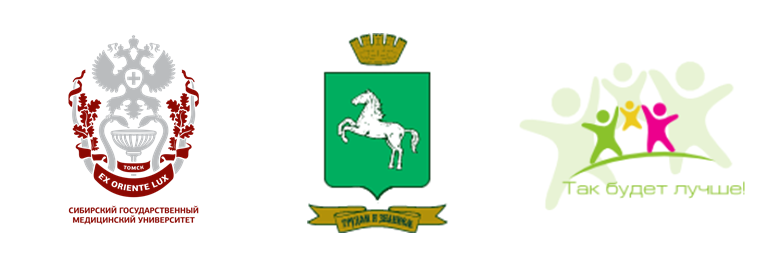 ТОМСК
EX ORIENTE LUX
СИБИРСКИЙ ГОСУДАРСТВЕННЫЙ
МЕДИЦИНСКИЙ УНИВЕРСИТЕТ
ТРУДОМ И ЗНАНИЕМ
Так будет лучше!